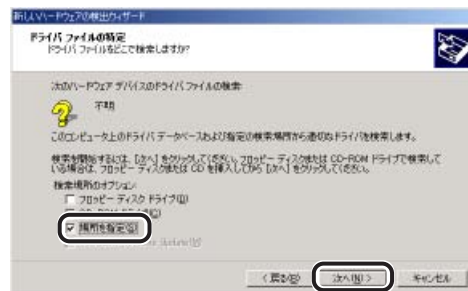 新しいハードウェアの検出ウィザード
ドライバ ファイルの特定
ドライバ ファイルをどこで検索しますか?
次のハードウェア デバイスのドライバ ファイルの検索:
不明
このコンピュータ上のドライバ データベースおよび指定の検索場所から適切なドライバを検索します。
検索を開始するには、[次へ] をクリックしてください。フロッピー ディスクまたは CD-ROM ドライブで検索して
いる場合は、フロッピー ディスクまたは CD を挿入してから [次へ] をクリックしてください。
検索場所のオプション:
フロッピー ディスク ドライブ(D)
CD-ROM ドライブ(C)
場所を指定(S)
< 戻る(B)
次へ(N) >
キャンセル